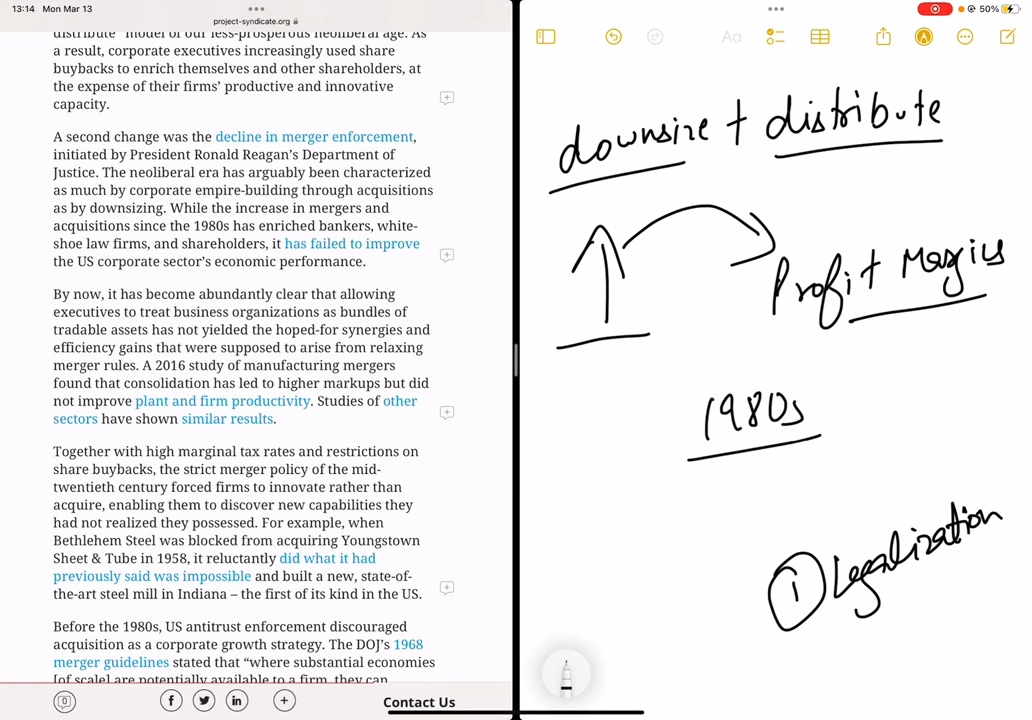 13:14 Mon Mar 13
50%
project-syndicate.org
distribute" model of our less-prosperous neoliberal age. As
a result, corporate executives increasingly used share
buybacks to enrich themselves and other shareholders, at
the expense of their firms' productive and innovative
capacity.
A second change was the decline in merger enforcement,
initiated by President Ronald Reagan's Department of
Justice. The neoliberal era has arguably been characterized
as much by corporate empire-building through acquisitions
as by downsizing. While the increase in mergers and
acquisitions since the 1980s has enriched bankers, white-
shoe law firms, and shareholders, it has failed to improve
the US corporate sector's economic performance.
By now, it has become abundantly clear that allowing
executives to treat business organizations as bundles of
tradable assets has not yielded the hoped-for synergies and
efficiency gains that were supposed to arise from relaxing
merger rules. A 2016 study of manufacturing mergers
found that consolidation has led to higher markups but did
not improve plant and firm productivity. Studies of other
sectors have shown similar results.
Together with high marginal tax rates and restrictions on
share buybacks, the strict merger policy of the mid-
twentieth century forced firms to innovate rather than
acquire, enabling them to discover new capabilities they
had not realized they possessed. For example, when
Bethlehem Steel was blocked from acquiring Youngstown
Sheet & Tube in 1958, it reluctantly did what it had
previously said was impossible and built a new, state-of-
the-art steel mill in Indiana – the first of its kind in the US.
Before the 1980s, US antitrust enforcement discouraged
acquisition as a corporate growth strategy. The DOJ's 1968
merger guidelines stated that "where substantial economies
[of scale] are potentially available to a firm, they can
0
Contact Us
Aa
downsize + distribute
Profit Margins
1980s
1 Legalization